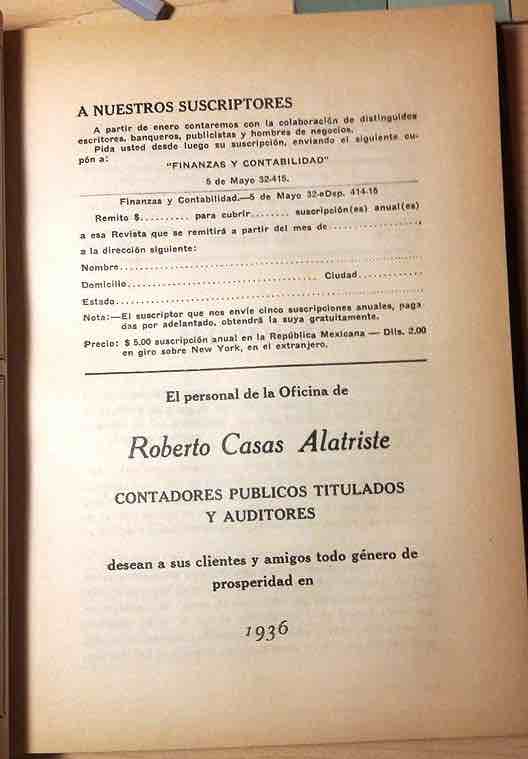 A NUESTROS SUSCRIPTORES
A partir de enero contaremos con la colaboración de distinguidos
escritores, banqueros, publicistas y hombres de negocios.
Pida usted desde luego su suscripción, enviando el siguiente cu-
pón a:
"FINANZAS Y CONTABILIDAD"
5 de Mayo 32-415.
Finanzas y Contabilidad.—5 de Mayo 32-aDep. 414-15
Remito $.......... para cubrir........ suscripción(es) anual(es)
a esa Revista que se remitirá a partir del mes de ..................,
a la dirección siguiente:
Nombre..........................................................
Domicilio...................................... Ciudad.............
Estado...........................................................
Nota:—El suscriptor que nos envíe cinco suscripciones anuales, paga
das por adelantado, obtendrá la suya gratuitamente.
Precio: $ 5.00 suscripción anual en la República Mexicana — Dlls. 2.00
en giro sobre New York, en el extranjero.
El personal de la Oficina de
Roberto Casas Alatriste
CONTADORES PUBLICOS TITULADOS
Y AUDITORES
desean a sus clientes y amigos todo género de
prosperidad en
1936